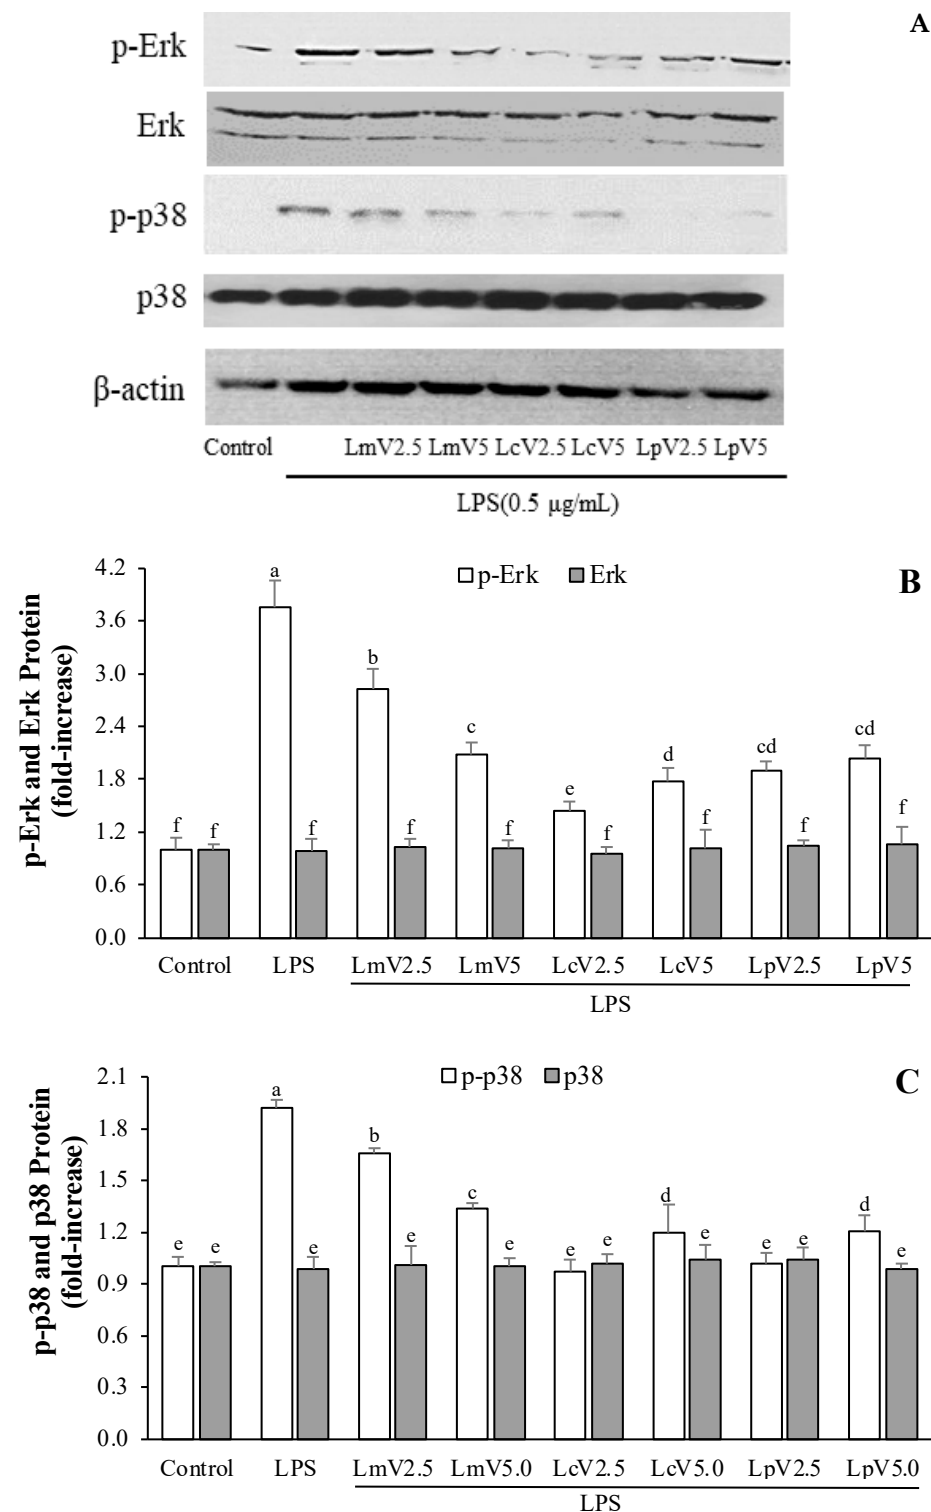 A
p-Erk
Erk
p-p38
p38
β-actin
Control LmV2.5 LmV5 LcV2.5 LcV5 LpV2.5 LpV5
LPS(0.5 µg/mL)
B
p-Erk Erk
p-Erk and Erk Protein
(fold-increase)
4.2
3.6
3.0
2.4
1.8
1.2
0.6
0.0
f f a f b f c f e f d f cd f cd f
Control LPS LmV2.5 LmV5 LcV2.5 LcV5 LpV2.5 LpV5
LPS
C
p-p38 p38
p-p38 and p38 Protein
(fold-increase)
2.1
1.8
1.5
1.2
0.9
0.6
0.3
0.0
e e a e b e c e e e d e e e d e
Control LPS LmV2.5 LmV5.0 LcV2.5 LcV5.0 LpV2.5 LpV5.0
LPS